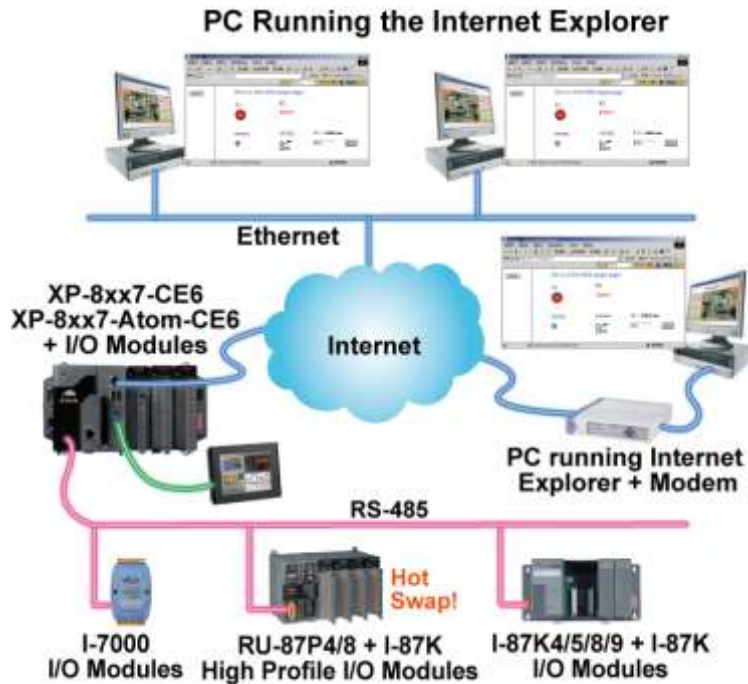 PC Running the Internet Explorer
Ethernet
XP-8xx7-CE6
XP-8xx7-Atom-CE6
+ I/O Modules
Internet
PC running Internet
Explorer + Modem
RS-485
Hot
Swap!
I-7000
I/O Modules
RU-87P4/8 + I-87K
High Profile I/O Modules
I-87K4/5/8/9 + I-87K
I/O Modules